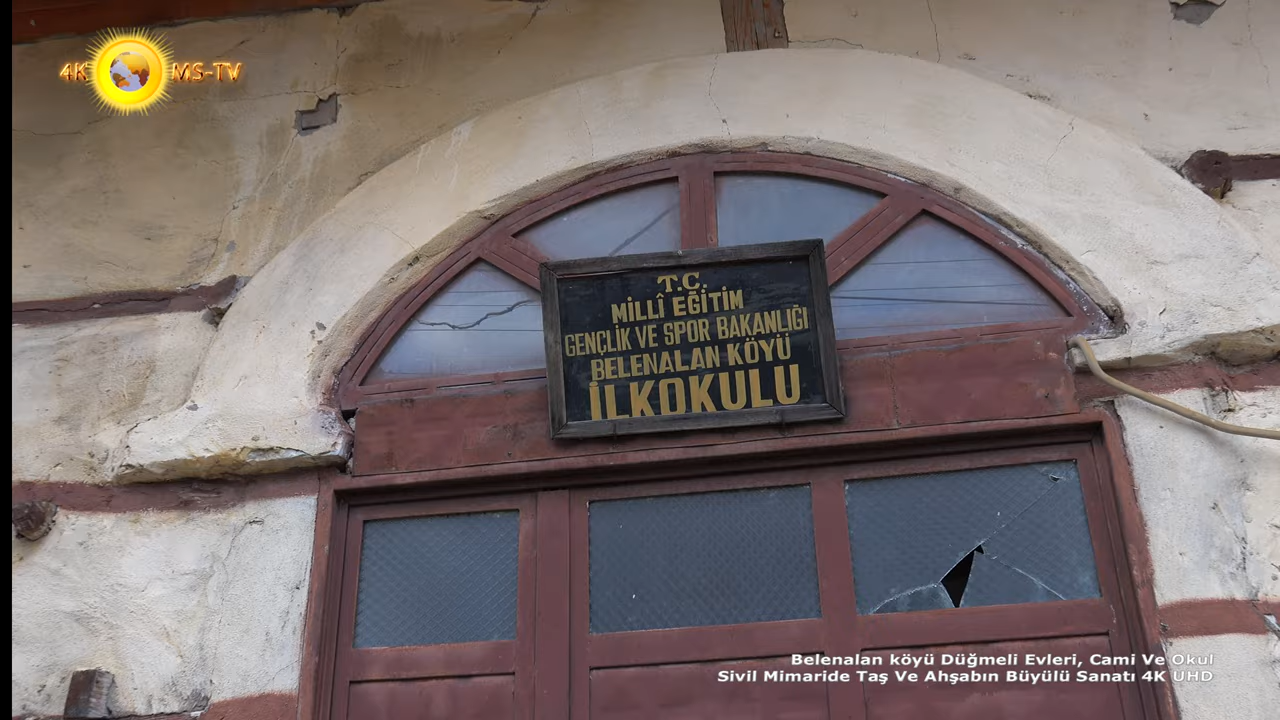 4K MS-TV
T.C.
MİLLÎ EĞİTİM
GENÇLİK VE SPOR BAKANLIĞI
BELENALAN KÖYÜ
İLKOKULU
Belenalan köyü Düğmeli Evleri, Cami Ve Okul
Sivil Mimaride Taş Ve Ahşabın Büyülü Sanatı 4K UHD